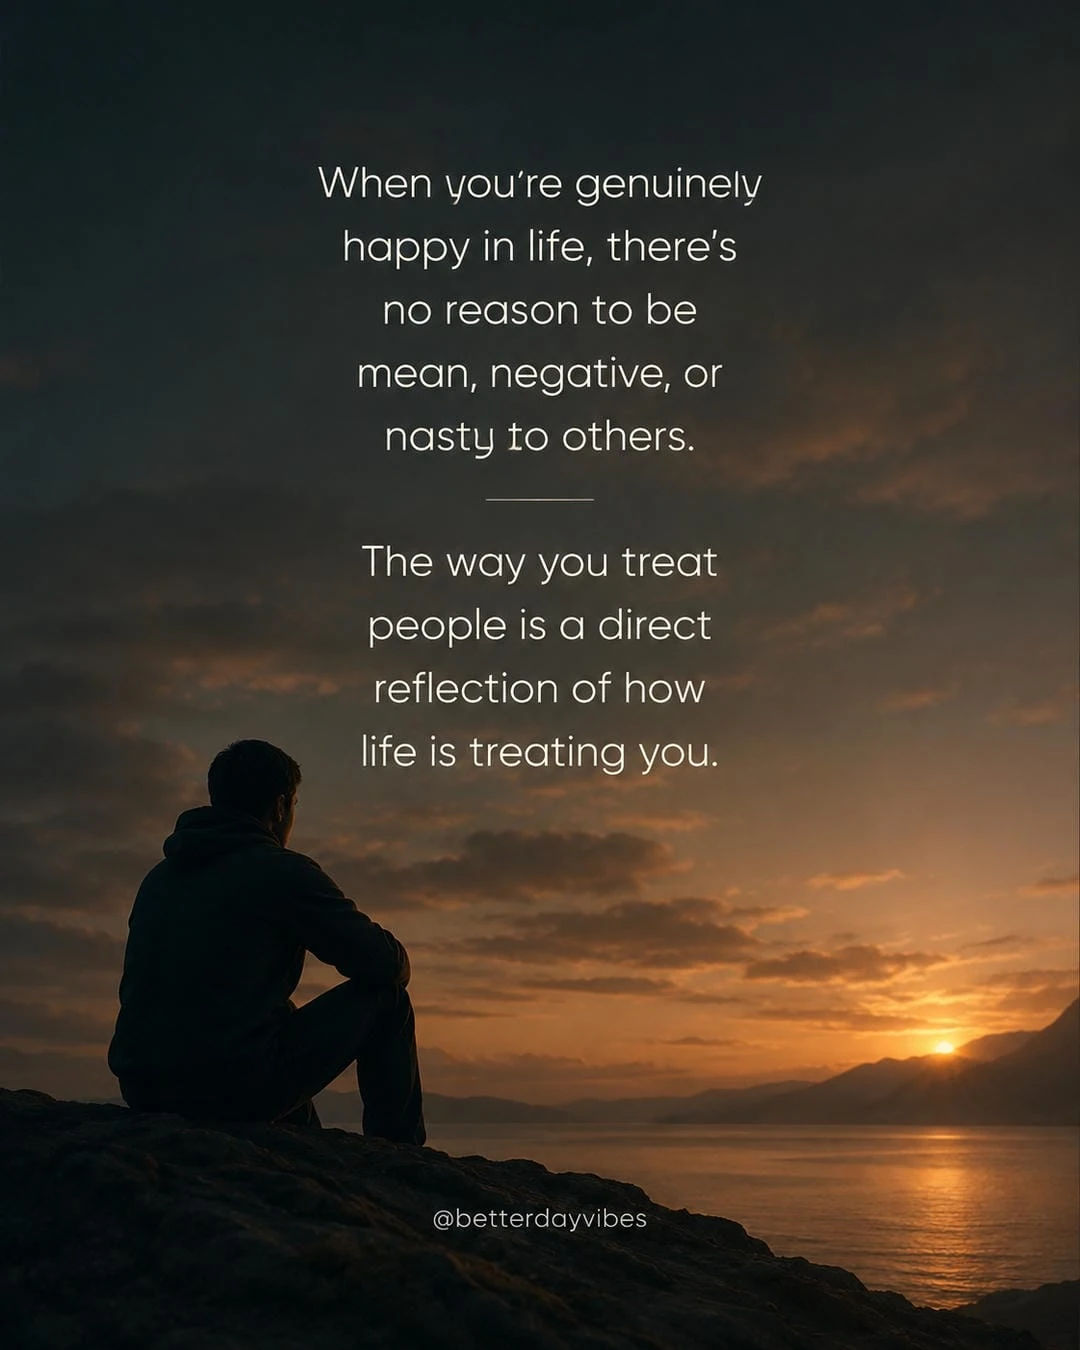 When you’re genuinely
happy in life, there’s
no reason to be
mean, negative, or
nasty to others.
The way you treat
people is a direct
reflection of how
life is treating you.
@betterdayvibes